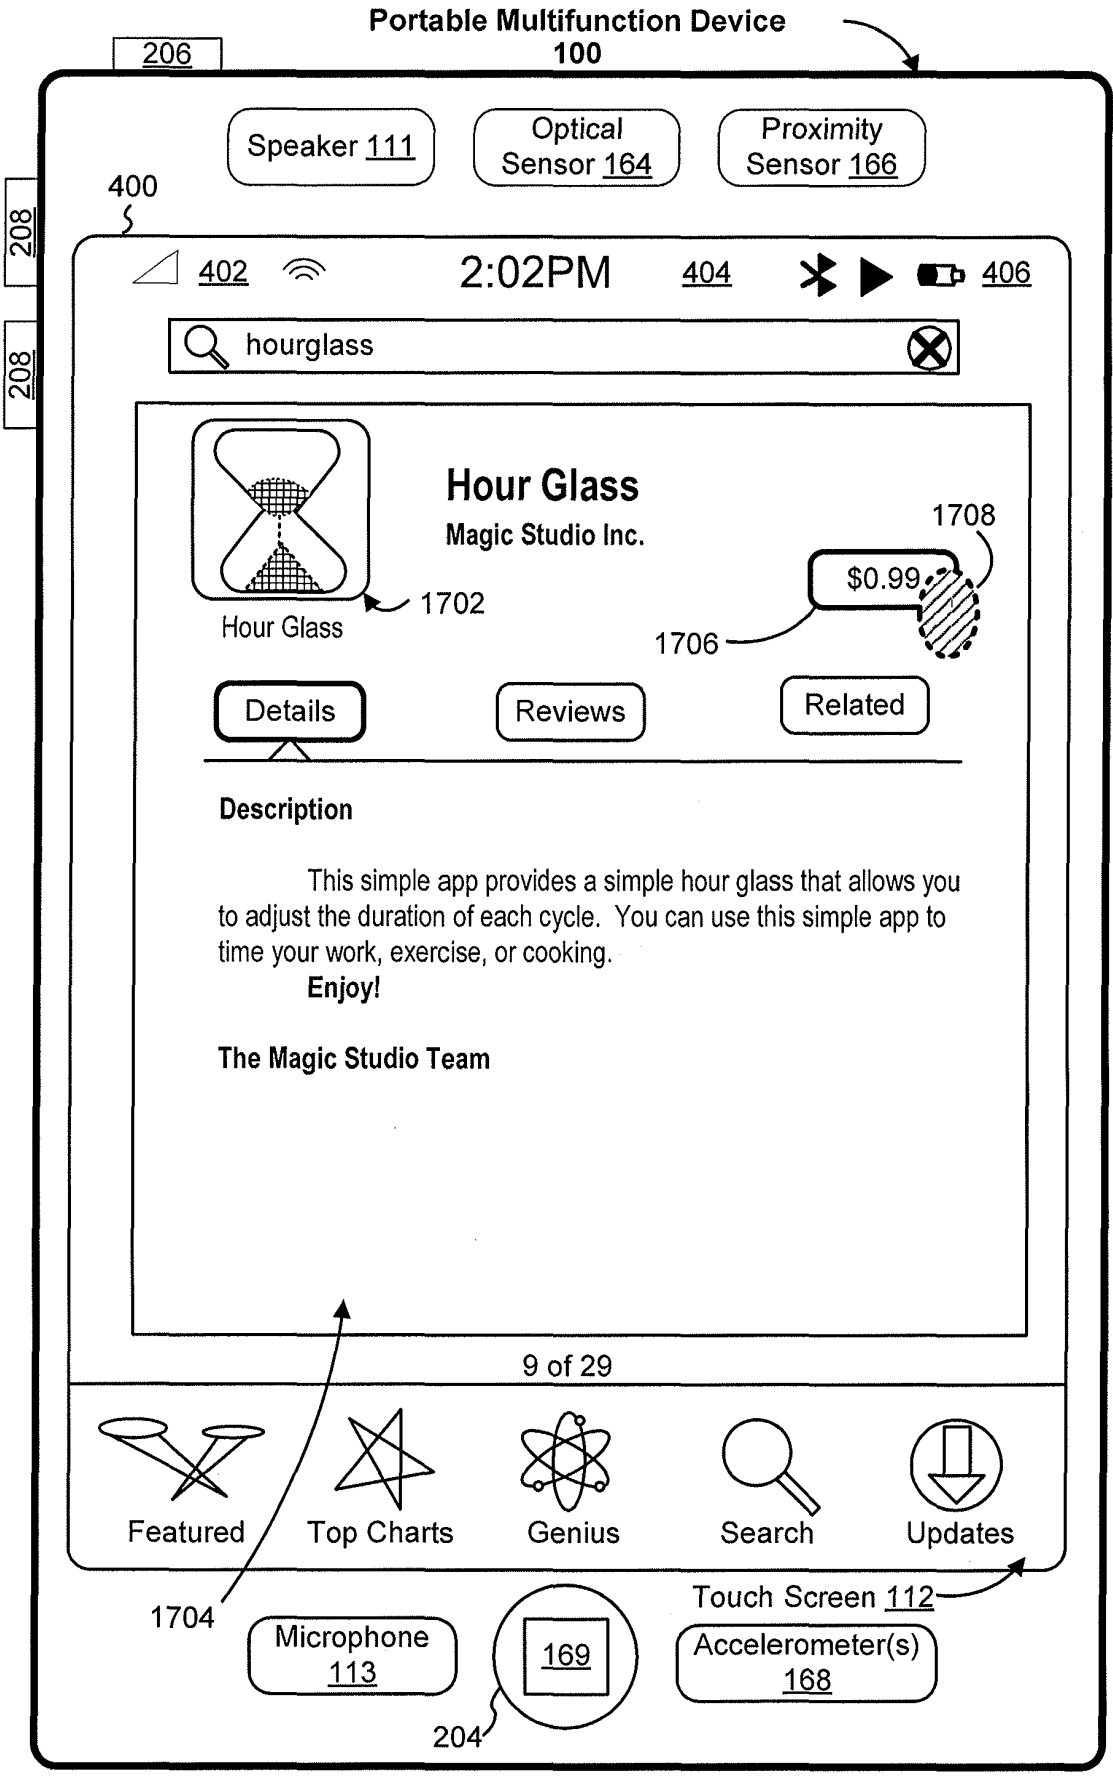 Portable Multifunction Device
100
206
Speaker 111
Optical
Sensor 164
Proximity
Sensor 166
400
208
208
402
2:02PM
404
406
hourglass
Hour Glass
Magic Studio Inc.
1708
$0.99
1702
Hour Glass
1706
Details
Reviews
Related
Description
This simple app provides a simple hour glass that allows you
to adjust the duration of each cycle. You can use this simple app to
time your work, exercise, or cooking.
Enjoy!
The Magic Studio Team
9 of 29
Featured
Top Charts
Genius
Search
Updates
1704
Touch Screen 112
Microphone
113
169
Accelerometer(s)
168
204